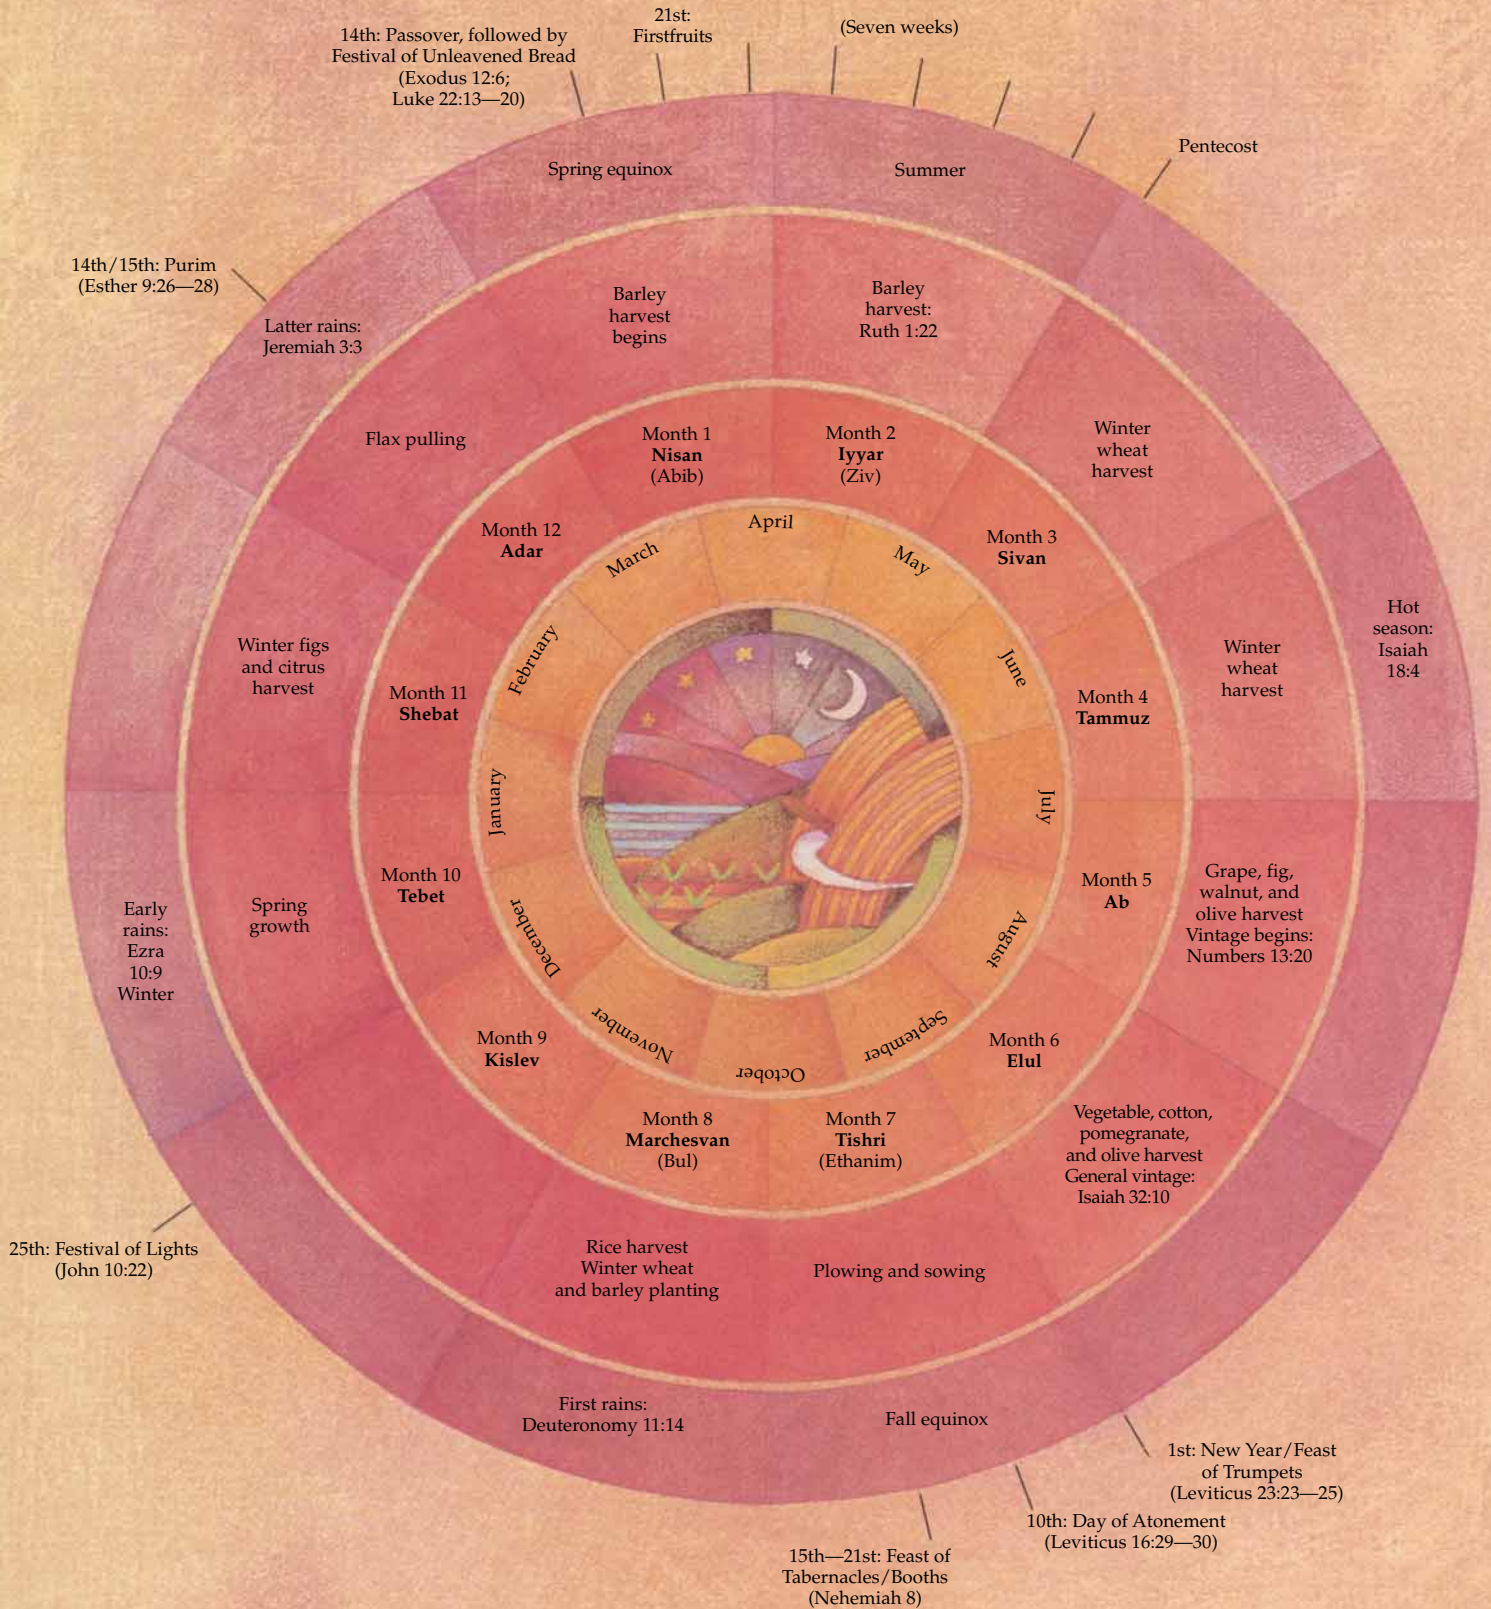 14th: Passover, followed by
Festival of Unleavened Bread
(Exodus 12:6;
Luke 22:13—20)
21st:
Firstfruits
(Seven weeks)
Pentecost
14th/15th: Purim
(Esther 9:26—28)
25th: Festival of Lights
(John 10:22)
1st: New Year/Feast
of Trumpets
(Leviticus 23:23—25)
10th: Day of Atonement
(Leviticus 16:29—30)
15th—21st: Feast of
Tabernacles/Booths
(Nehemiah 8)
Spring equinox
Summer
Hot
season:
Isaiah
18:4
Fall equinox
First rains:
Deuteronomy 11:14
Early
rains:
Ezra
10:9
Winter
Latter rains:
Jeremiah 3:3
Barley
harvest
begins
Barley
harvest:
Ruth 1:22
Winter
wheat
harvest
Winter
wheat
harvest
Grape, fig,
walnut, and
olive harvest
Vintage begins:
Numbers 13:20
Vegetable, cotton,
pomegranate,
and olive harvest
General vintage:
Isaiah 32:10
Plowing and sowing
Rice harvest
Winter wheat
and barley planting
Spring
growth
Winter figs
and citrus
harvest
Flax pulling
Month 1
Nisan
(Abib)
Month 2
Iyyar
(Ziv)
Month 3
Sivan
Month 4
Tammuz
Month 5
Ab
Month 6
Elul
Month 7
Tishri
(Ethanim)
Month 8
Marchesvan
(Bul)
Month 9
Kislev
Month 10
Tebet
Month 11
Shebat
Month 12
Adar
April
May
June
July
August
September
October
November
December
January
February
March